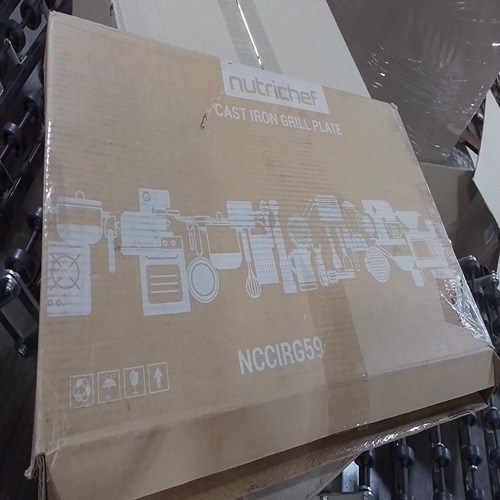 nutrichef
CAST IRON GRILL PLATE
NCCIRG59